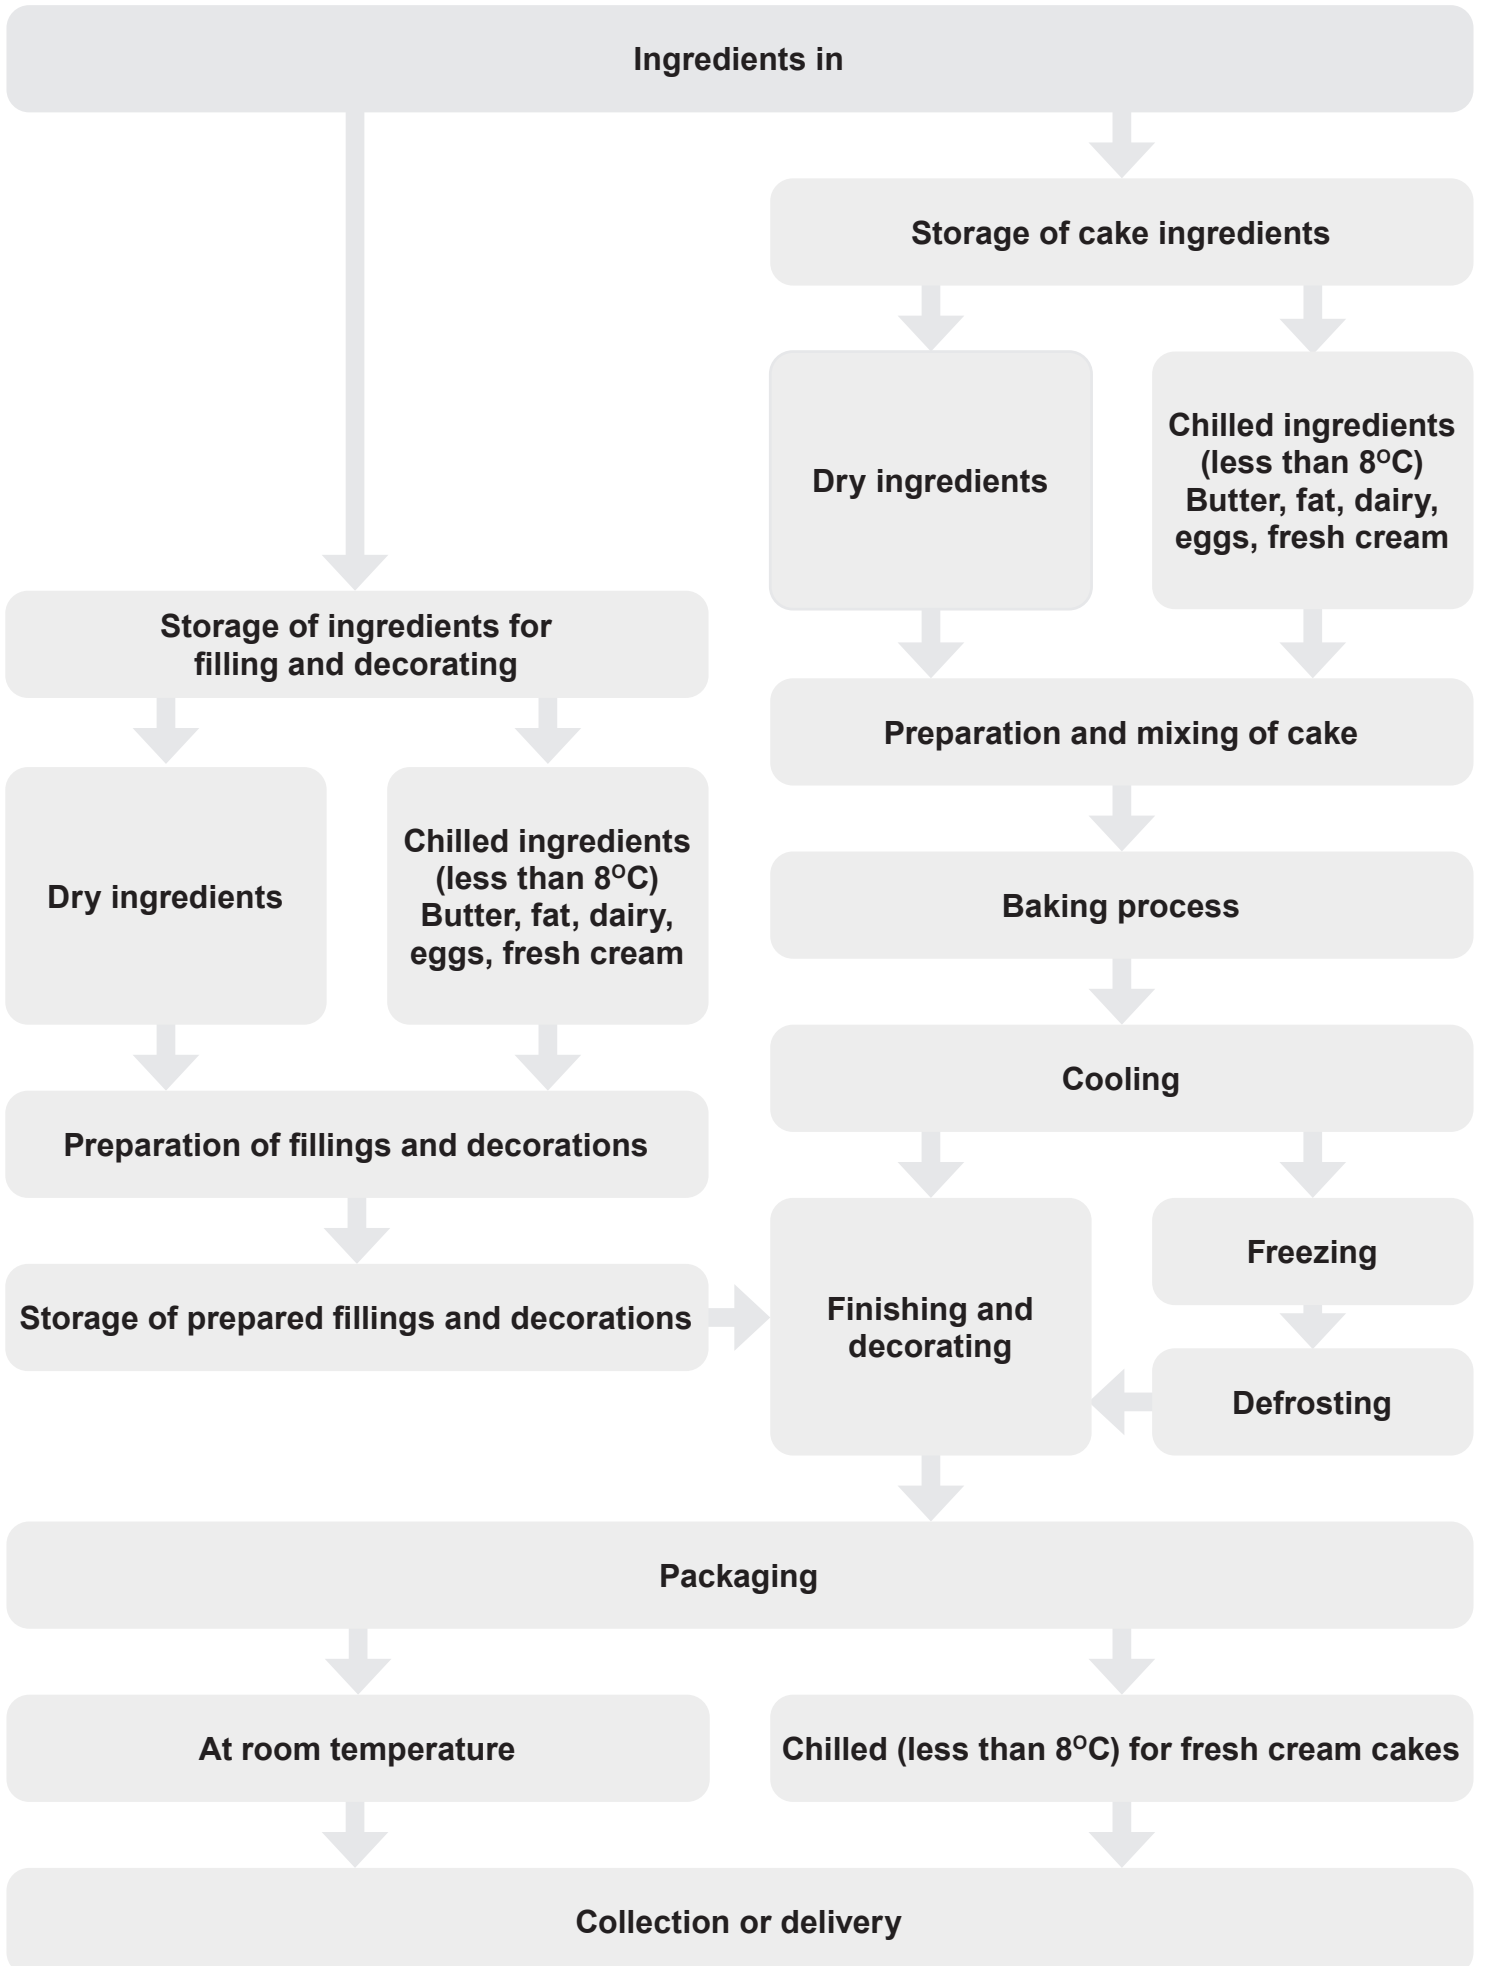 Ingredients in
Storage of cake ingredients
Dry ingredients
Chilled ingredients
(less than 8ᴼC)
Butter, fat, dairy,
eggs, fresh cream
Storage of ingredients for
filling and decorating
Preparation and mixing of cake
Dry ingredients
Chilled ingredients
(less than 8ᴼC)
Butter, fat, dairy,
eggs, fresh cream
Baking process
Cooling
Preparation of fillings and decorations
Storage of prepared fillings and decorations
Finishing and
decorating
Freezing
Defrosting
Packaging
At room temperature
Chilled (less than 8ᴼC) for fresh cream cakes
Collection or delivery